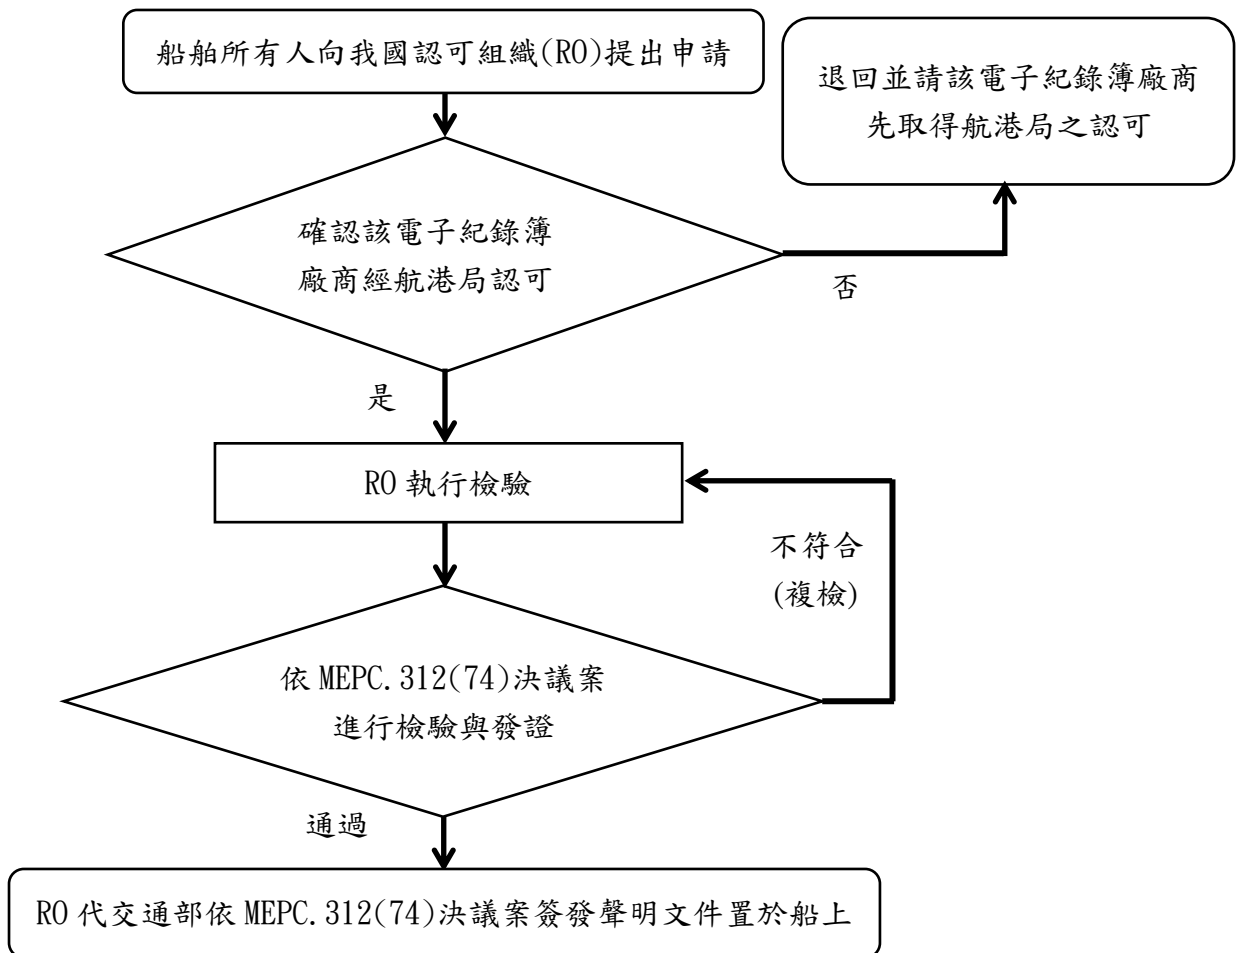 船舶所有人向我國認可組織(RO)提出申請
退回並請該電子紀錄簿廠商
先取得航港局之認可
確認該電子紀錄簿
廠商經航港局認可
否
是
RO 執行檢驗
不符合
(複檢)
依 MEPC.312(74)決議案
進行檢驗與發證
通過
RO 代交通部依 MEPC.312(74)決議案簽發聲明文件置於船上